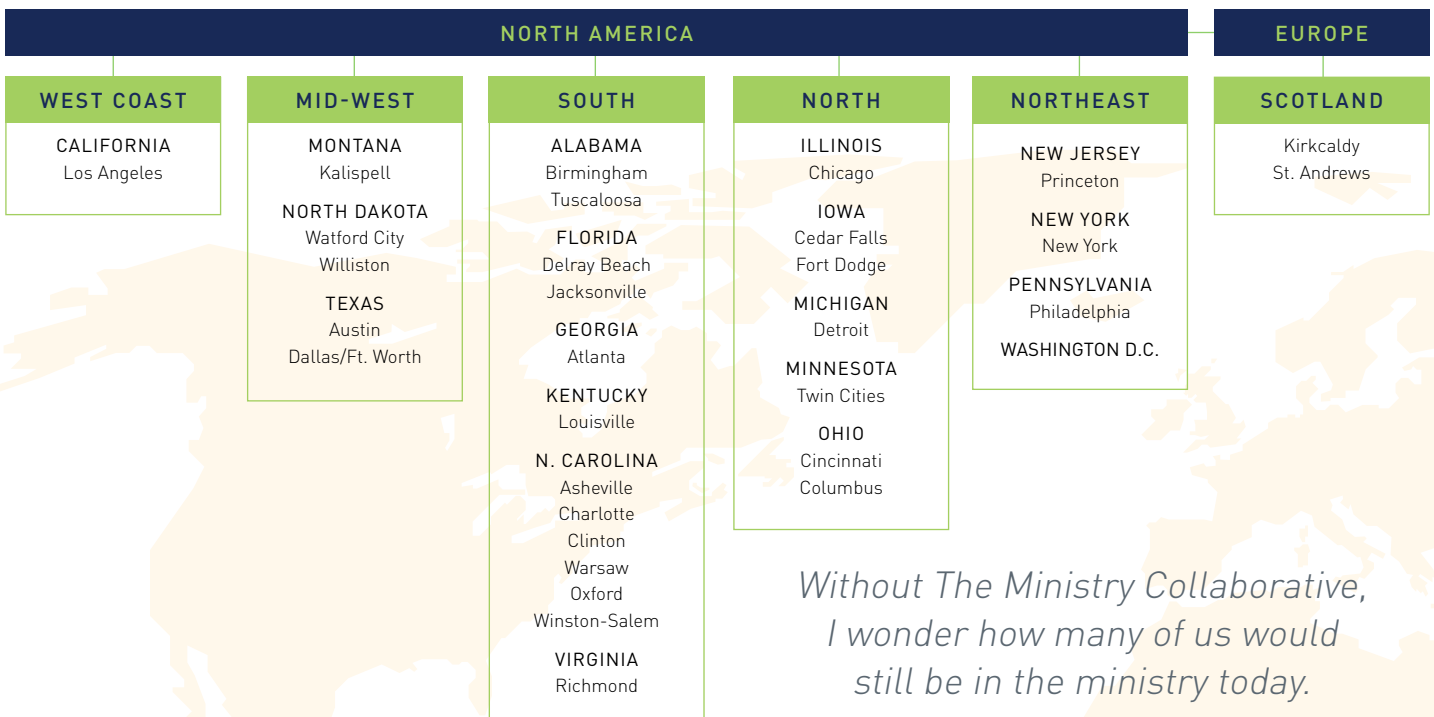 NORTH AMERICA
EUROPE
WEST COAST
CALIFORNIA
Los Angeles
MID-WEST
MONTANA
Kalispell
NORTH DAKOTA
Watford City
Williston
TEXAS
Austin
Dallas/Ft. Worth
SOUTH
ALABAMA
Birmingham
Tuscaloosa
FLORIDA
Delray Beach
Jacksonville
GEORGIA
Atlanta
KENTUCKY
Louisville
N. CAROLINA
Asheville
Charlotte
Clinton
Warsaw
Oxford
Winston-Salem
VIRGINIA
Richmond
NORTH
ILLINOIS
Chicago
IOWA
Cedar Falls
Fort Dodge
MICHIGAN
Detroit
MINNESOTA
Twin Cities
OHIO
Cincinnati
Columbus
NORTHEAST
NEW JERSEY
Princeton
NEW YORK
New York
PENNSYLVANIA
Philadelphia
WASHINGTON D.C.
SCOTLAND
Kirkcaldy
St. Andrews
Without The Ministry Collaborative,
I wonder how many of us would
still be in the ministry today.